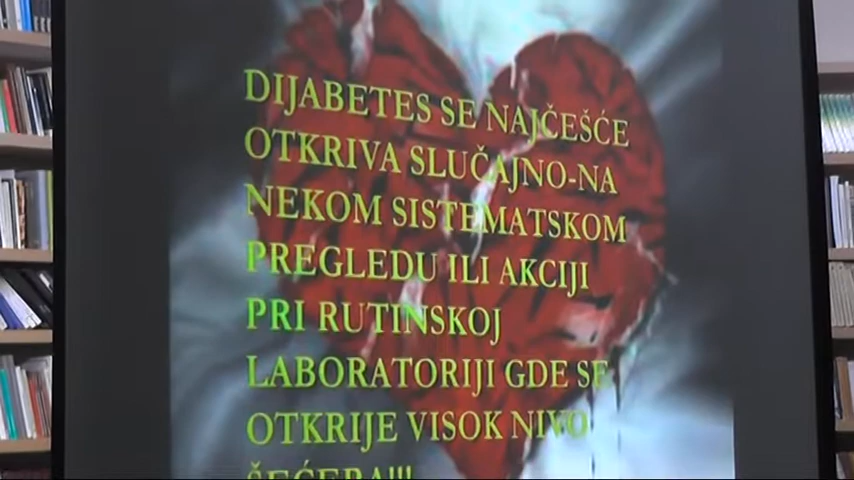 DIJABETES SE NAJČEŠĆE
OTKRIVA SLUČAJNO-NA
NEKOM SISTEMATSKOM
PREGLEDU ILI AKCIJI
PRI RUTINSKOJ
LABORATORIJI GDE SE
OTKRIJE VISOK NIVO
ŠEĆERA!!!